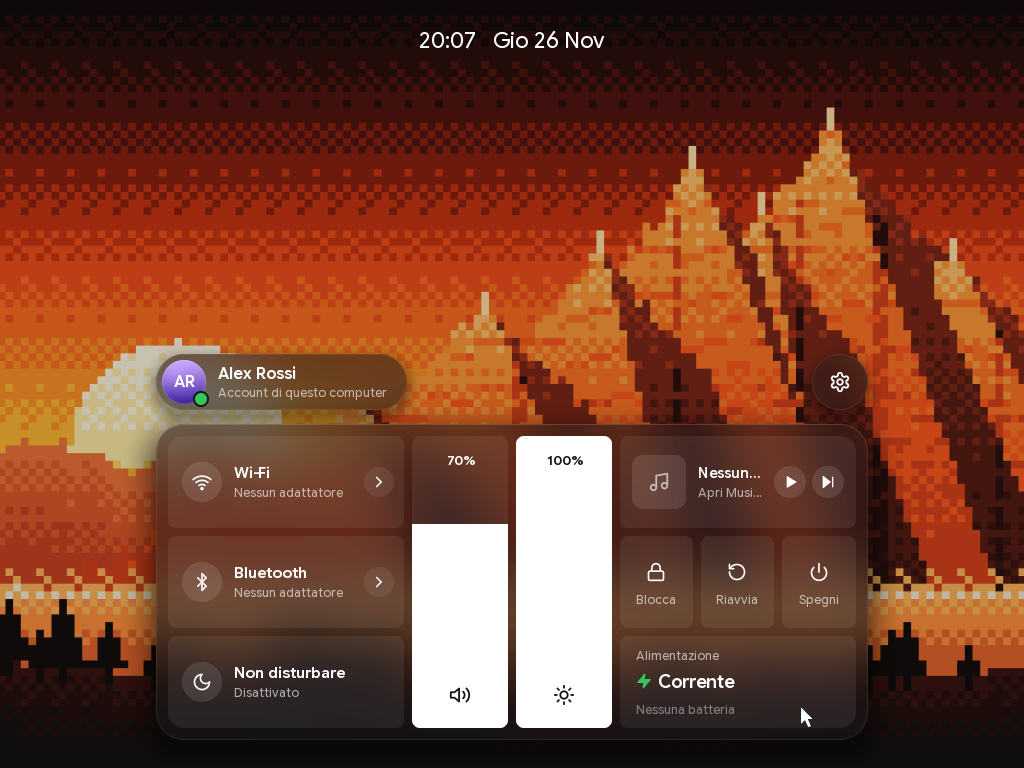 20:07 Gio 26 Nov
AR
Alex Rossi
Account di questo computer
Wi-Fi
Nessun adattatore
Bluetooth
Nessun adattatore
Non disturbare
Disattivato
70%
100%
Nessun...
Apri Musi...
Blocca
Riavvia
Spegni
Alimentazione
Corrente
Nessuna batteria